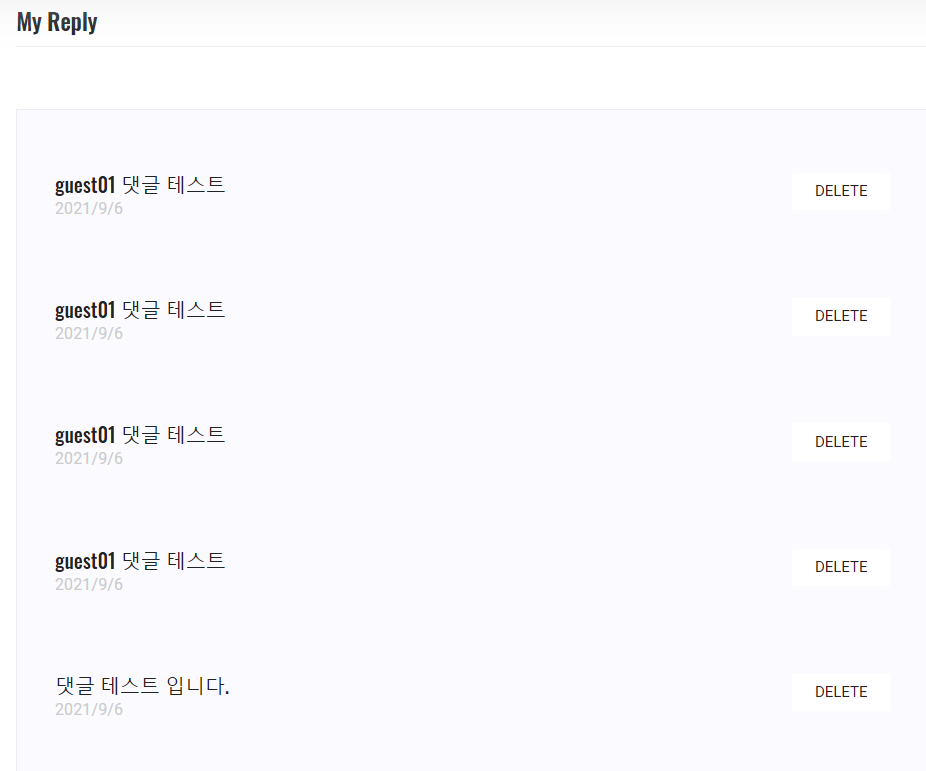 My Reply
guest01 댓글 테스트
DELETE
2021/9/6
guest01 댓글 테스트
DELETE
2021/9/6
guest01 댓글 테스트
DELETE
2021/9/6
guest01 댓글 테스트
DELETE
2021/9/6
댓글 테스트 입니다.
DELETE
2021/9/6